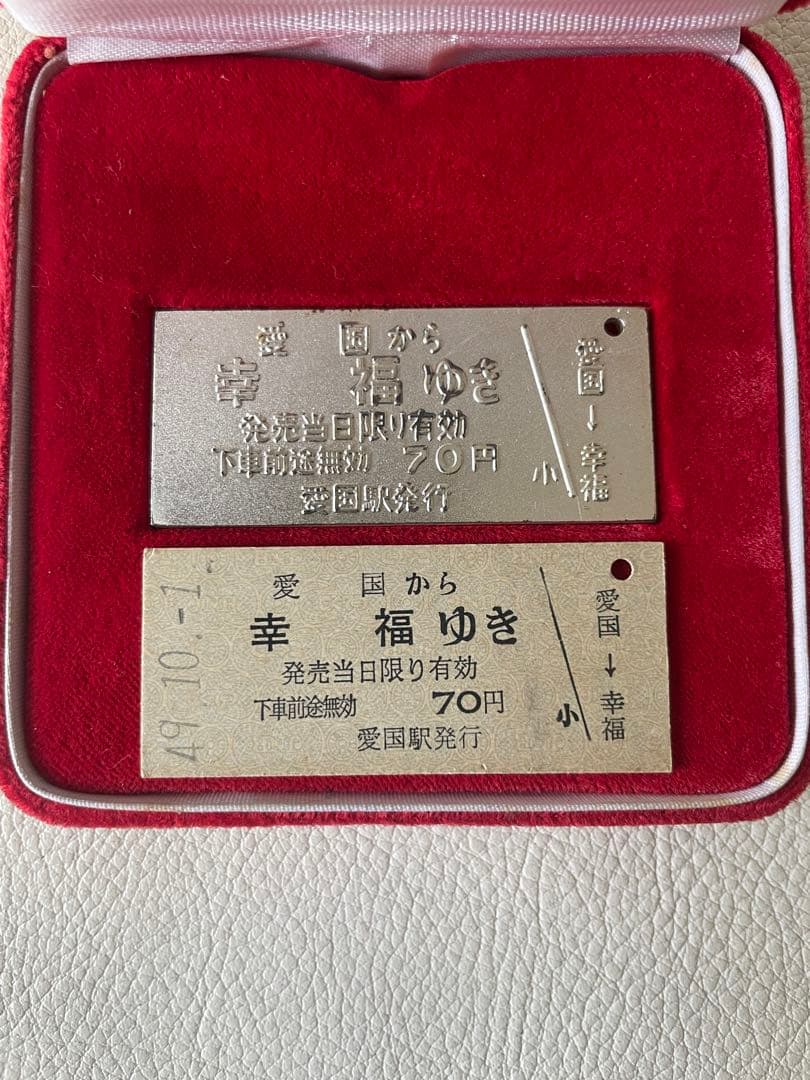 愛国から
幸福ゆき
発売当日限り有効
下車前途無効 70円
愛国駅発行
小
愛国→幸福
49.10.-1
愛国から
幸福ゆき
発売当日限り有効
下車前途無効 70円
愛国駅発行
小
愛国→幸福